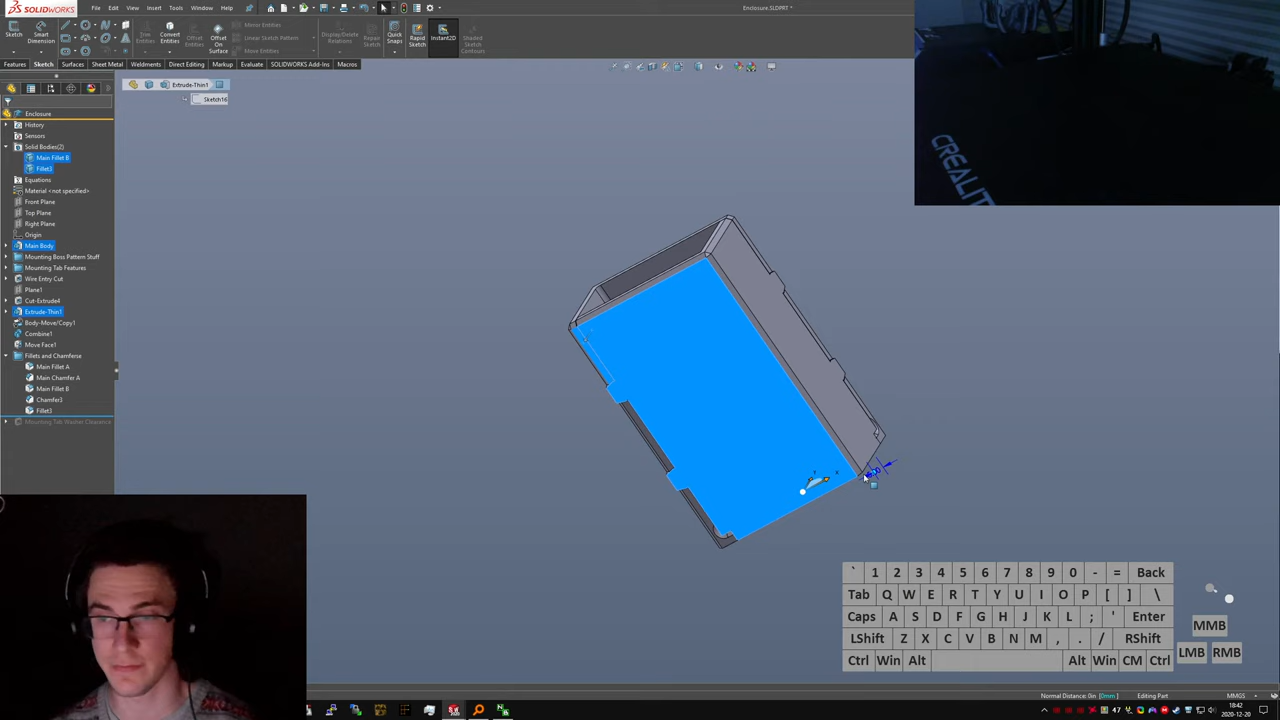 SOLIDWORKS File Edit View Insert Tools Window Help Enclosure.SLDPRT
Sketch Smart Dimension Trim Entities Convert Entities Offset Entities Offset On Surface Mirror Entities Linear Sketch Pattern Move Entities Display/Delete Relations Repair Sketch Quick Snaps Rapid Sketch Instant2D Shaded Sketch Contours
Features Sketch Surfaces Sheet Metal Weldments Direct Editing Markup Evaluate SOLIDWORKS Add-Ins Macros
Extrude-Thin1
Sketch16
Enclosure
History
Sensors
Solid Bodies(2)
Main Fillet B
Fillet3
Equations
Material <not specified>
Front Plane
Top Plane
Right Plane
Origin
Main Body
Mounting Boss Pattern Stuff
Mounting Tab Features
Wire Entry Cut
Plane1
Cut-Extrude4
Extrude-Thin1
Body-Move/Copy1
Combine1
Move Face1
Fillets and Chamferse
Main Fillet A
Main Chamfer A
Main Fillet B
Chamfer3
Fillet3
Mounting Tab Washer Clearance
CREALIT
` 1 2 3 4 5 6 7 8 9 0 - = Back
Tab Q W E R T Y U I O P [ ] \
Caps A S D F G H J K L ; ' Enter
LShift Z X C V B N M , . / RShift
Ctrl Win Alt Alt Win CM Ctrl
MMB
LMB RMB
Normal Distance: 0in [0mm] Editing Part MMGS
47
18:42
2020-12-20